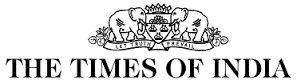 LET TRUTH PREVAIL
THE TIMES OF INDIA